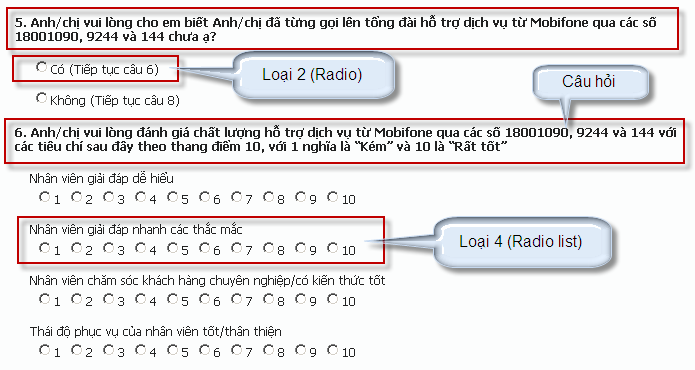 5. Anh/chị vui lòng cho em biết Anh/chị đã từng gọi lên tổng đài hỗ trợ dịch vụ từ Mobifone qua các số
18001090, 9244 và 144 chưa ạ?
Có (Tiếp tục câu 6)
Loại 2 (Radio)
Không (Tiếp tục câu 8)
Câu hỏi
6. Anh/chị vui lòng đánh giá chất lượng hỗ trợ dịch vụ từ Mobifone qua các số 18001090, 9244 và 144 với
các tiêu chí sau đây theo thang điểm 10, với 1 nghĩa là “Kém” và 10 là “Rất tốt”
Nhân viên giải đáp dễ hiểu
1 2 3 4 5 6 7 8 9 10
Nhân viên giải đáp nhanh các thắc mắc
1 2 3 4 5 6 7 8 9 10
Loại 4 (Radio list)
Nhân viên chăm sóc khách hàng chuyên nghiệp/có kiến thức tốt
1 2 3 4 5 6 7 8 9 10
Thái độ phục vụ của nhân viên tốt/thân thiện
1 2 3 4 5 6 7 8 9 10